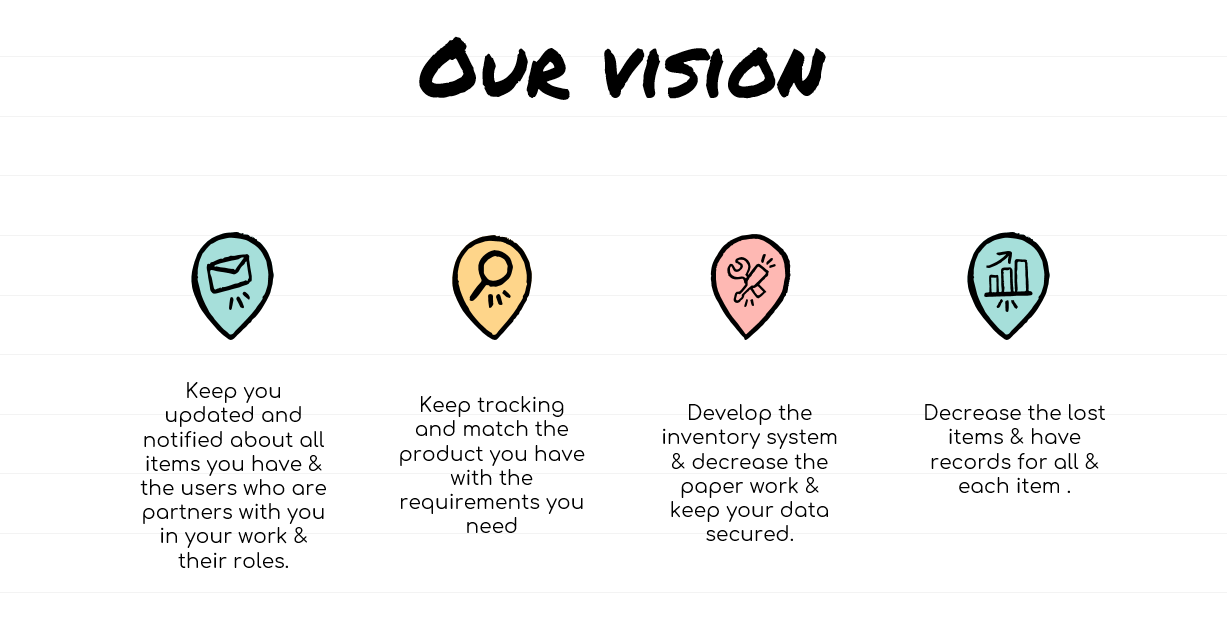 Our vision
Keep you
updated and
notified about all
items you have &
the users who are
partners with you
in your work &
their roles.
Keep tracking
and match the
product you have
with the
requirements you
need
Develop the
inventory system
& decrease the
paper work &
keep your data
secured.
Decrease the lost
items & have
records for all &
each item .